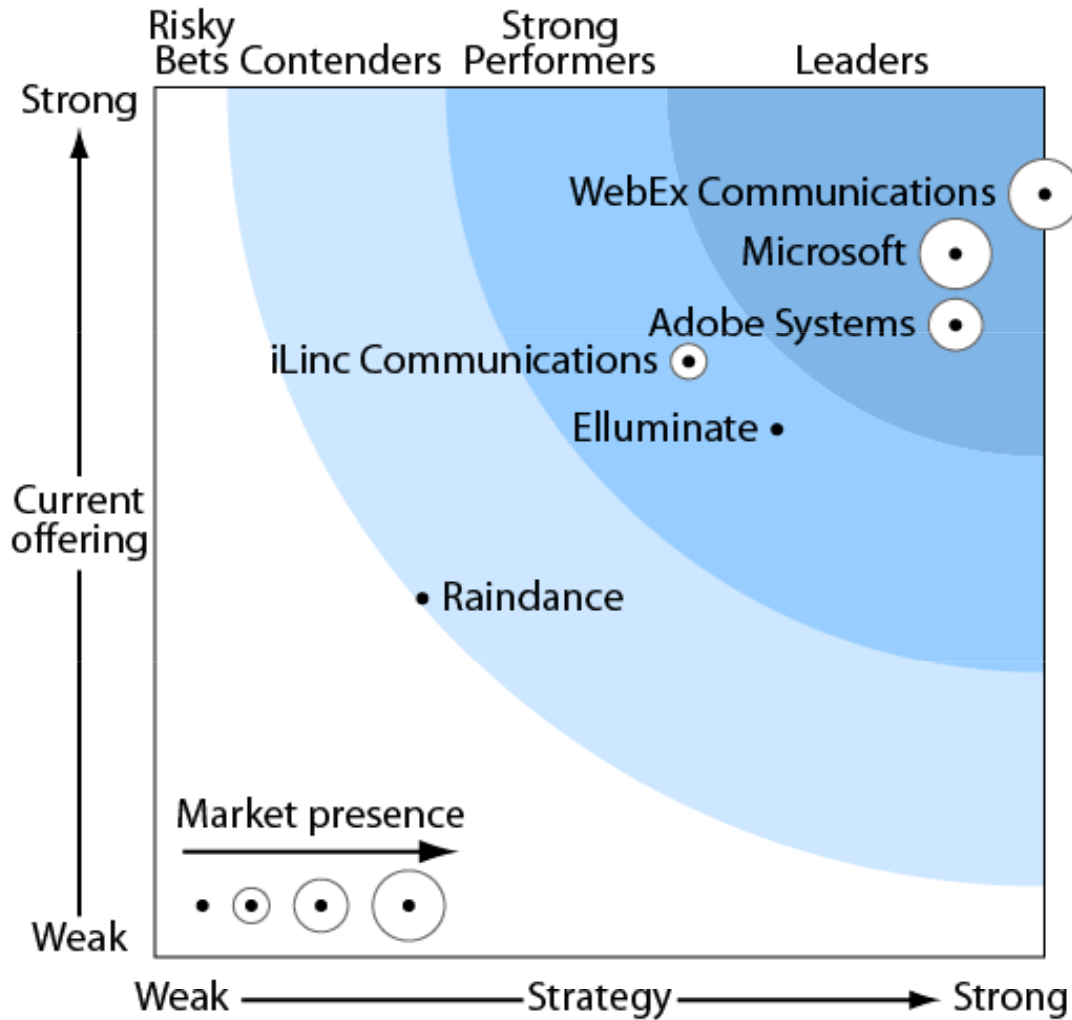 Risky
Bets
Contenders
Strong
Performers
Leaders
Strong
WebEx Communications
Microsoft
Adobe Systems
iLinc Communications
Elluminate
Current
offering
Raindance
Market presence
Weak
Weak
Strategy
Strong